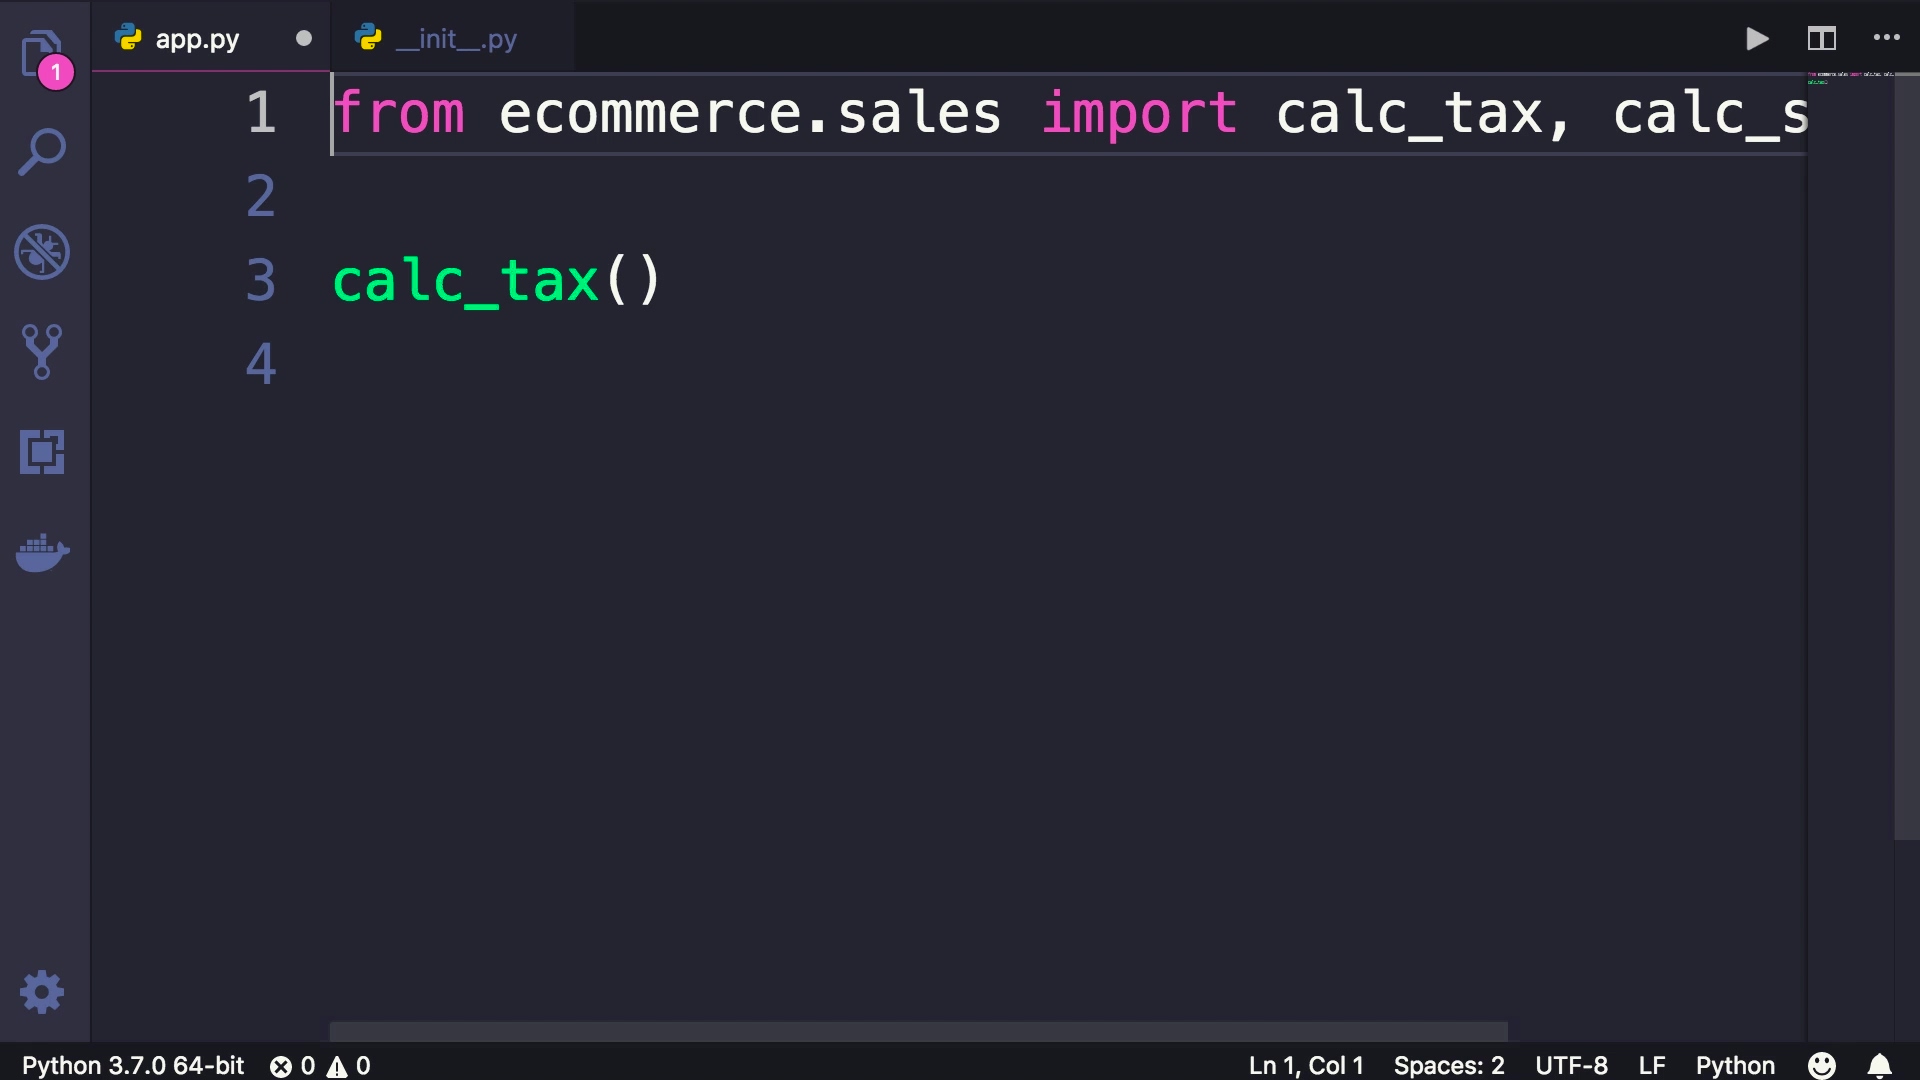 app.py
__init__.py
1
1 from ecommerce.sales import calc_tax, calc_s
2
3 calc_tax()
4
Python 3.7.0 64-bit 0 0 Ln 1, Col 1 Spaces: 2 UTF-8 LF Python